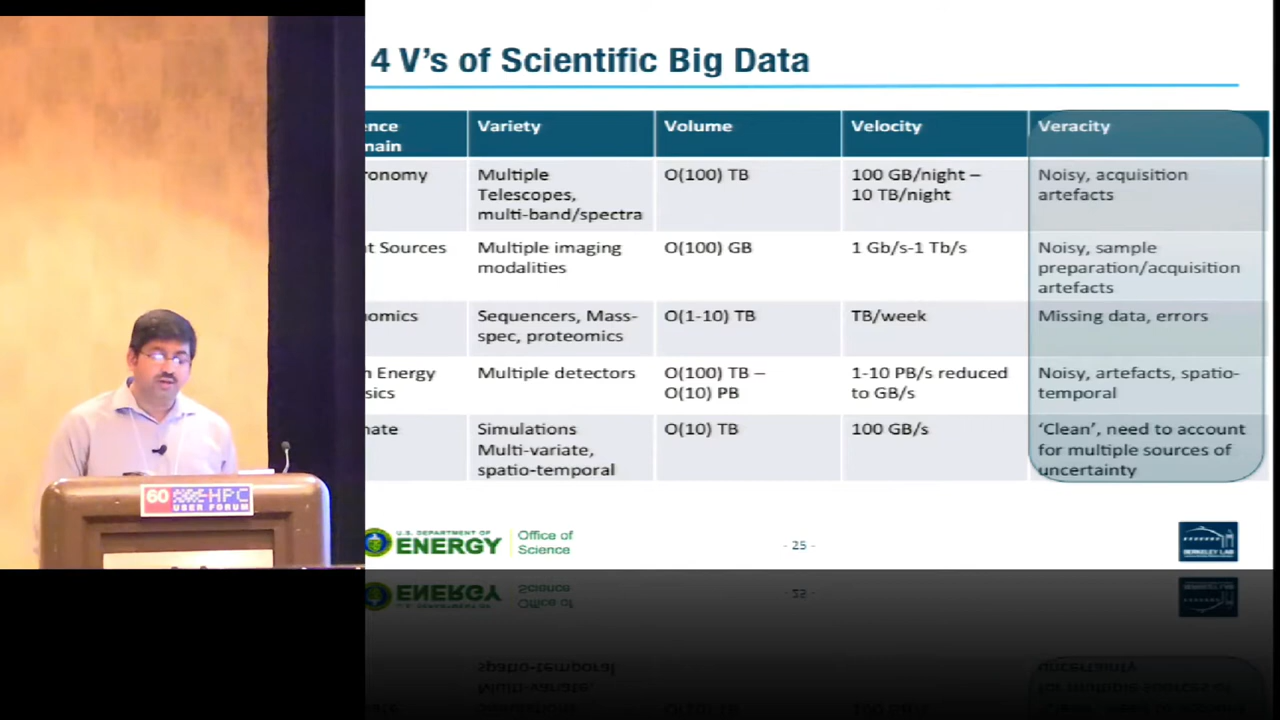 4 V's of Scientific Big Data
ence
main
Variety
Volume
Velocity
Veracity
ronomy
Multiple
Telescopes,
multi-band/spectra
O(100) TB
100 GB/night –
10 TB/night
Noisy, acquisition
artefacts
t Sources
Multiple imaging
modalities
O(100) GB
1 Gb/s-1 Tb/s
Noisy, sample
preparation/acquisition
artefacts
omics
Sequencers, Mass-
spec, proteomics
O(1-10) TB
TB/week
Missing data, errors
n Energy
sics
Multiple detectors
O(100) TB –
O(10) PB
1-10 PB/s reduced
to GB/s
Noisy, artefacts, spatio-
temporal
nate
Simulations
Multi-variate,
spatio-temporal
O(10) TB
100 GB/s
'Clean', need to account
for multiple sources of
uncertainty
U.S. DEPARTMENT OF
ENERGY
Office of
Science
- 25 -
BERKELEY LAB
60
HPC
USER FORUM